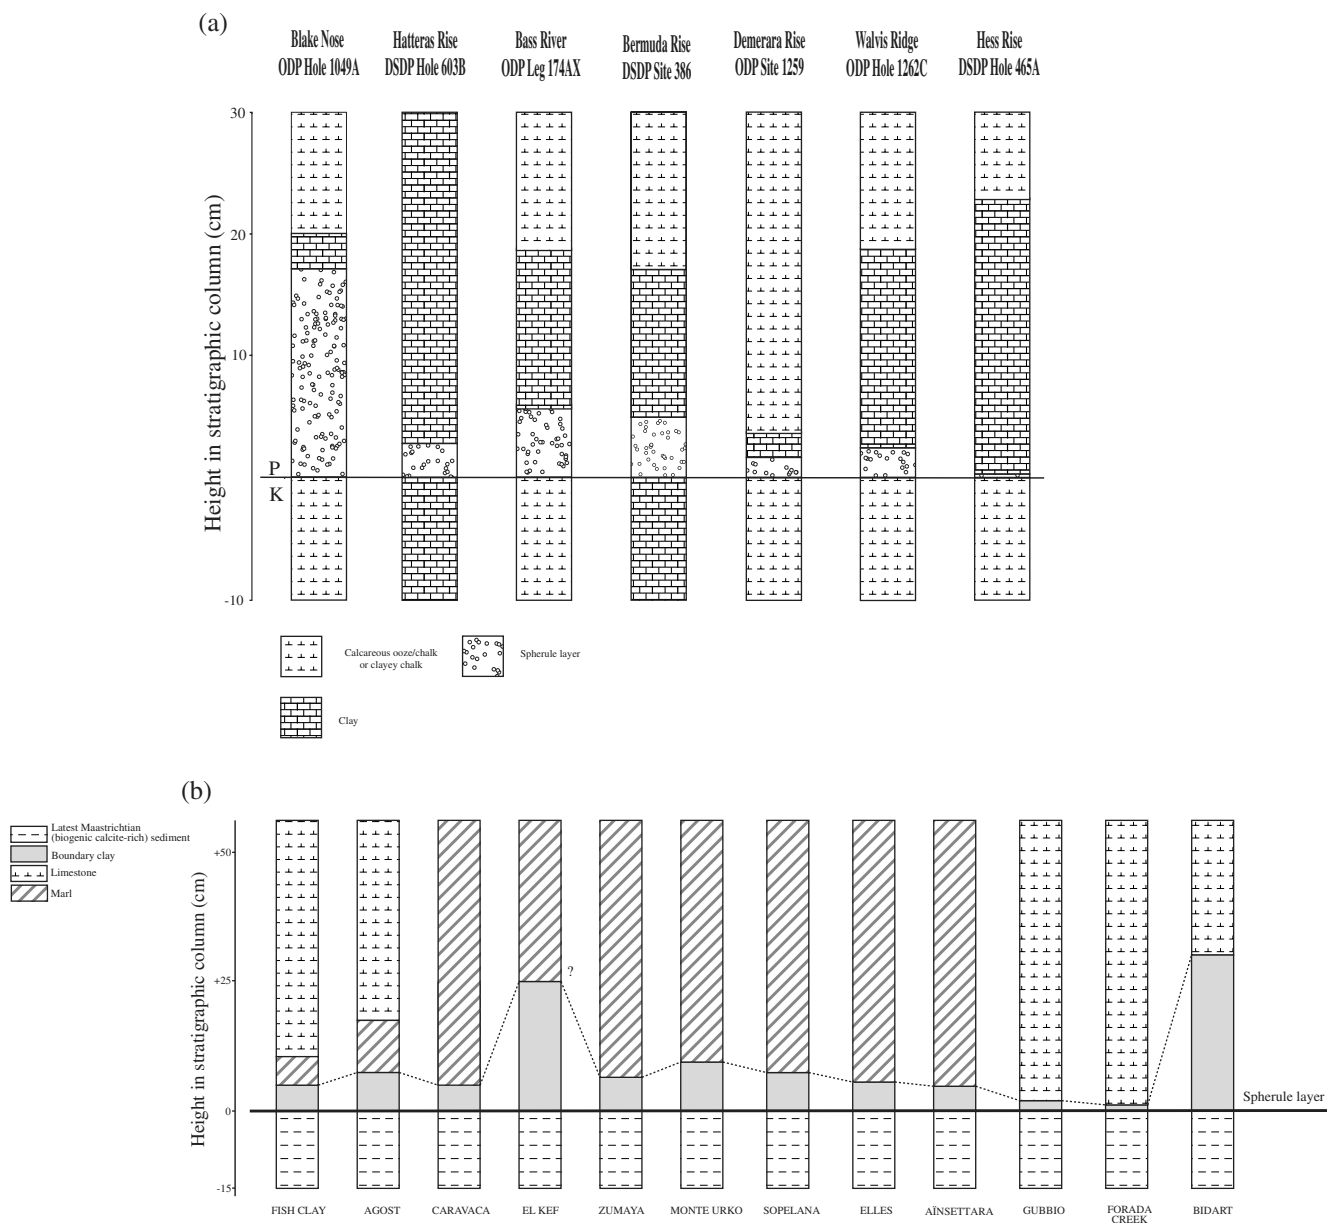 (a)
Blake Nose
ODP Hole 1049A
Hatteras Rise
DSDP Hole 603B
Bass River
ODP Leg 174AX
Bermuda Rise
DSDP Site 386
Demerara Rise
ODP Site 1259
Walvis Ridge
ODP Hole 1262C
Hess Rise
DSDP Hole 465A
Height in stratigraphic column (cm)
30
20
10
P
K
-10
Calcareous ooze/chalk
or clayey chalk
Spherule layer
Clay
(b)
Latest Maastrichtian
(biogenic calcite-rich) sediment
Boundary clay
Limestone
Marl
Height in stratigraphic column (cm)
+50
+25
0
-15
?
Spherule layer
FISH CLAY
AGOST
CARAVACA
EL KEF
ZUMAYA
MONTE URKO
SOPELANA
ELLES
AÏNSETTARA
GUBBIO
FORADA
CREEK
BIDART